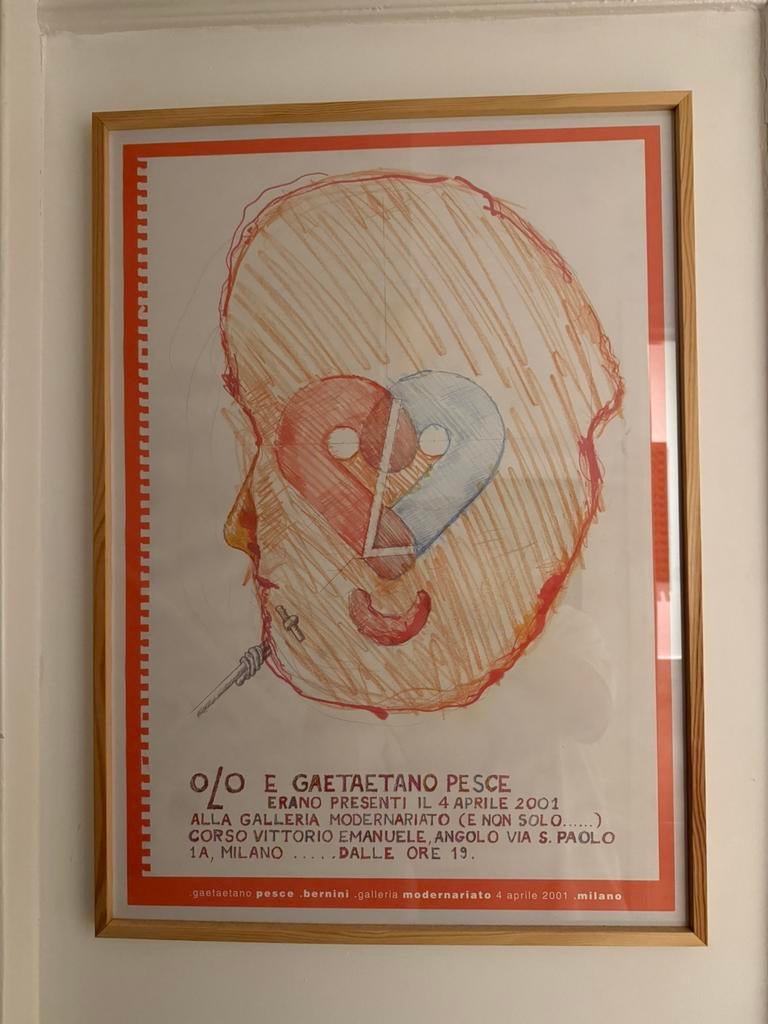 OLO E GAETAETANO PESCE
ERANO PRESENTI IL 4 APRILE 2001
ALLA GALLERIA MODERNARIATO (E NON SOLO......)
CORSO VITTORIO EMANUELE, ANGOLO VIA S. PAOLO
1A, MILANO .....DALLE ORE 19.
.gaetaetano pesce .bernini .galleria modernariato 4 aprile 2001 .milano